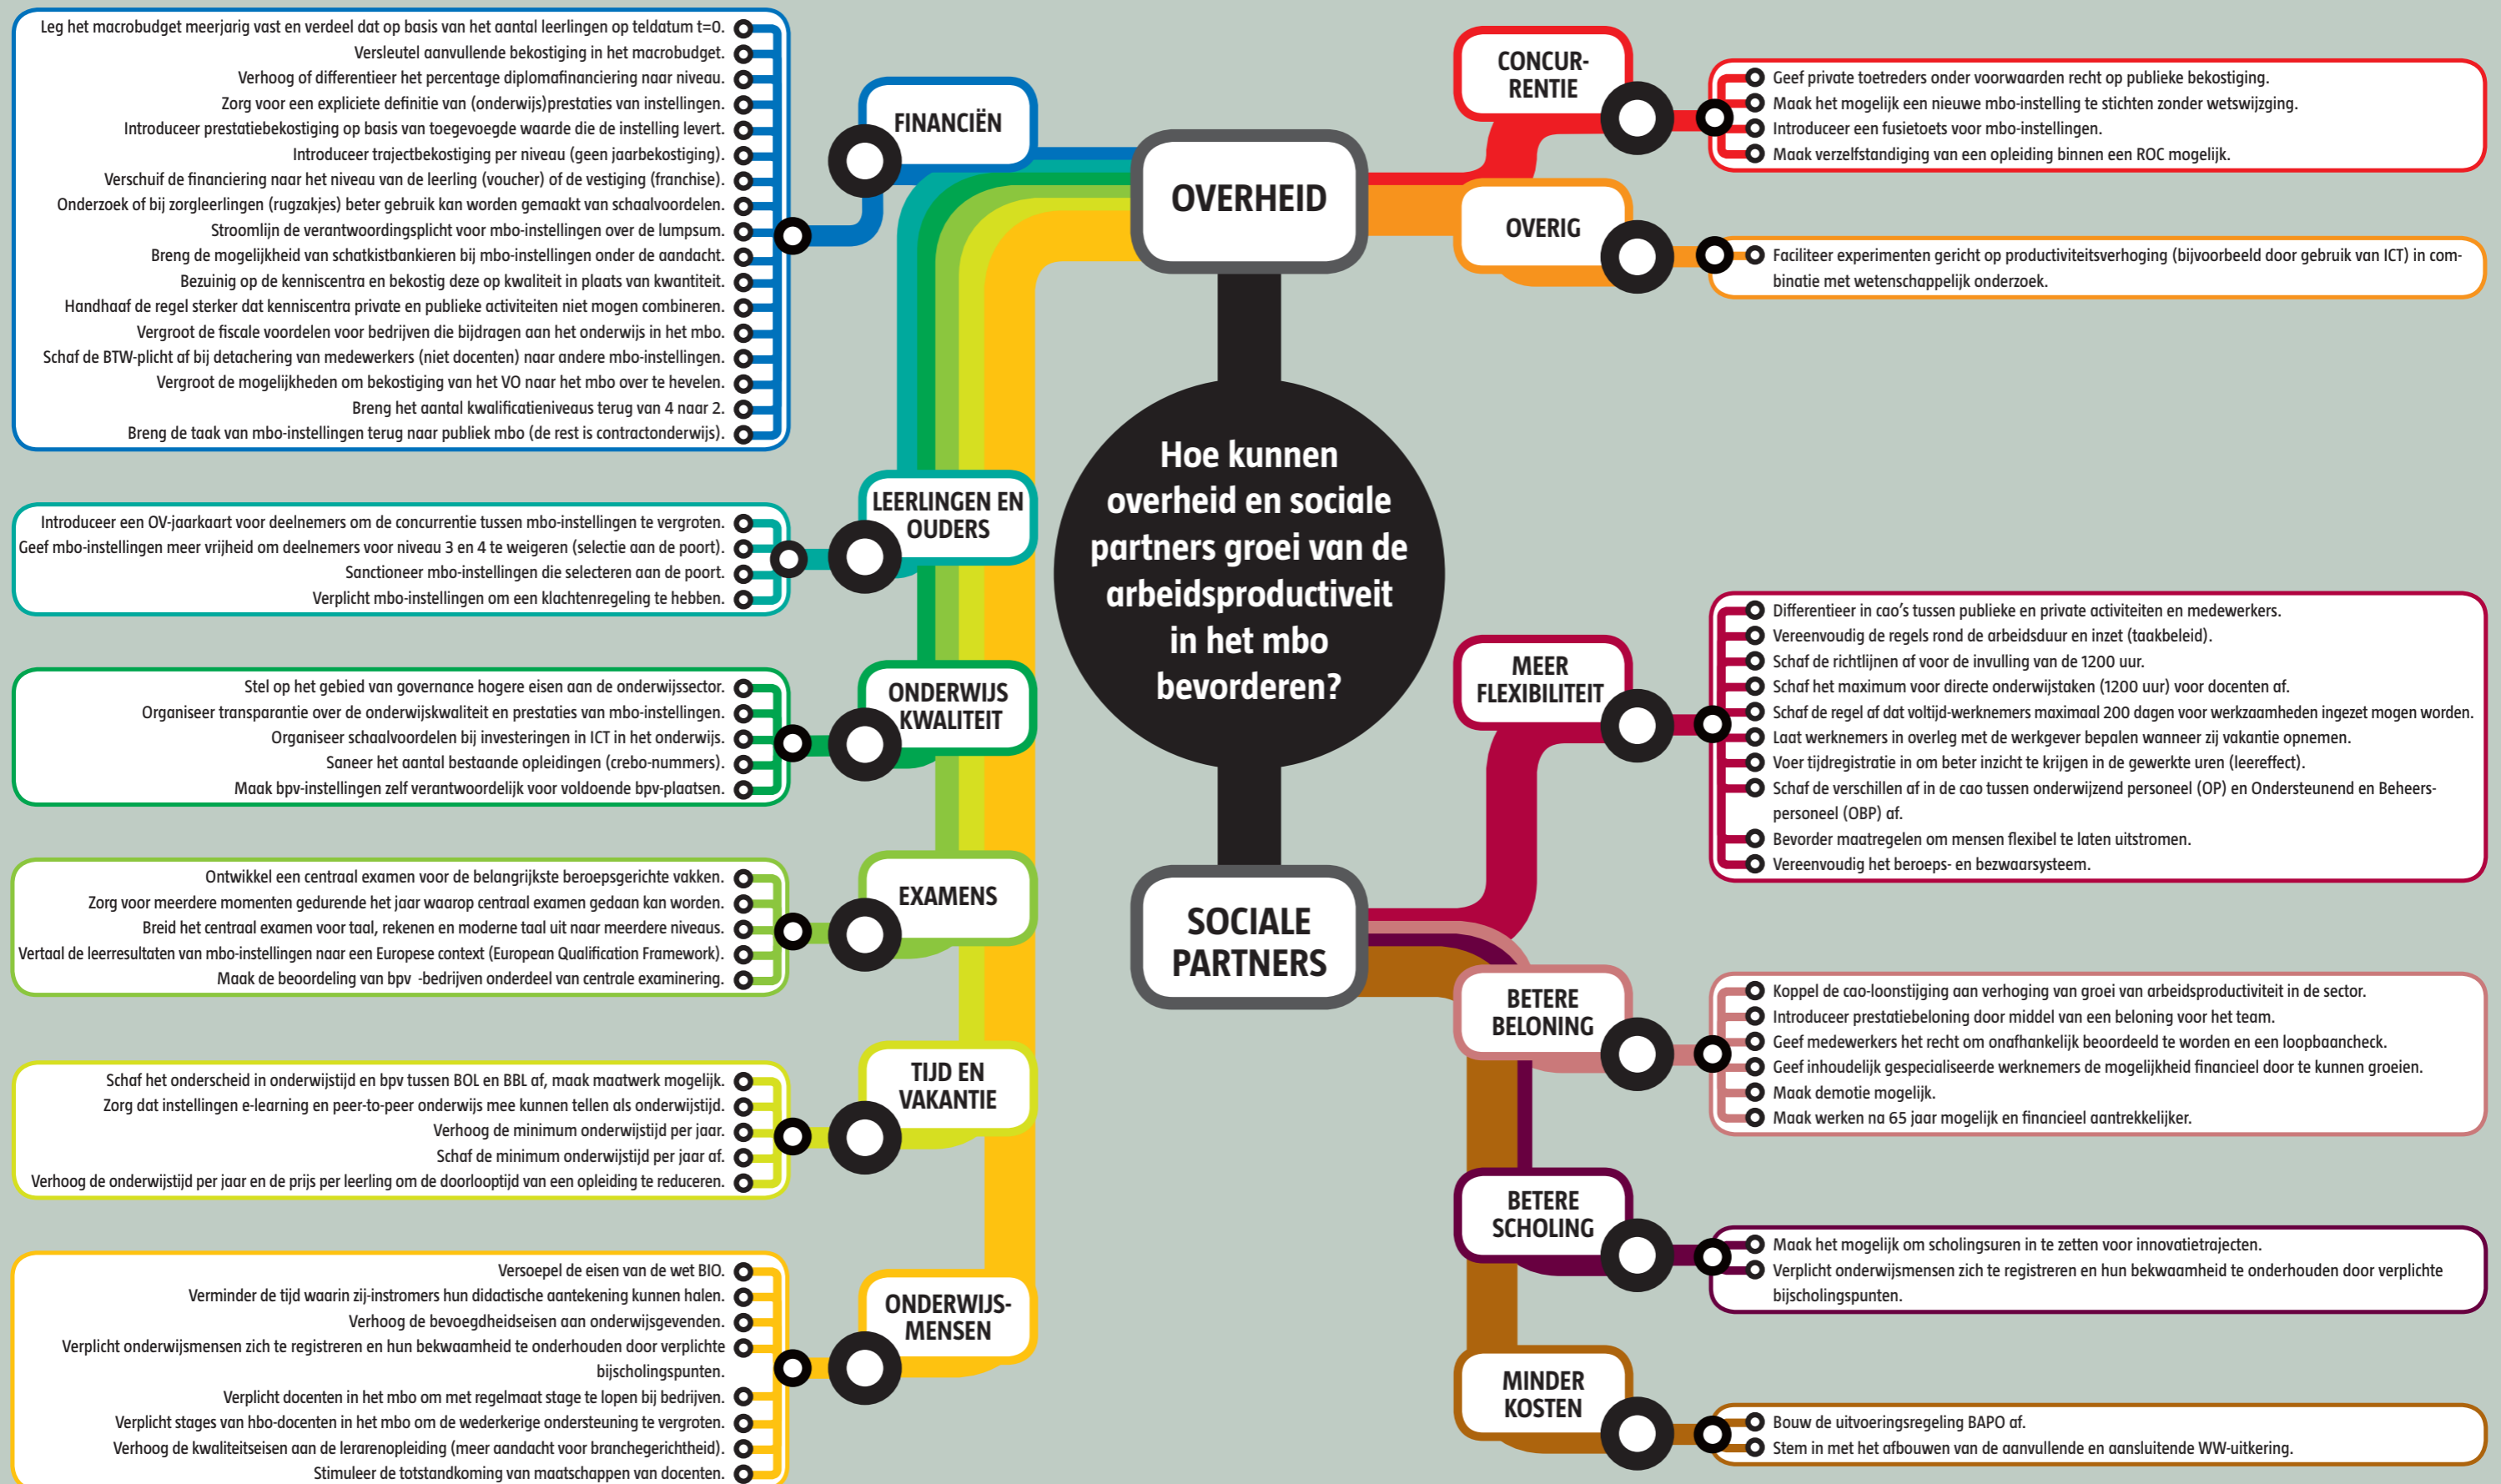 Leg het macrobudget meerjarig vast en verdeel dat op basis van het aantal leerlingen op teldatum t=0.
Versleutel aanvullende bekostiging in het macrobudget.
Verhoog of differentieer het percentage diplomafinanciering naar niveau.
Zorg voor een expliciete definitie van (onderwijs)prestaties van instellingen.
Introduceer prestatiebekostiging op basis van toegevoegde waarde die de instelling levert.
Introduceer trajectbekostiging per niveau (geen jaarbekostiging).
Verschuif de financiering naar het niveau van de leerling (voucher) of de vestiging (franchise).
Onderzoek of bij zorgleerlingen (rugzakjes) beter gebruik kan worden gemaakt van schaalvoordelen.
Stroomlijn de verantwoordingsplicht voor mbo-instellingen over de lumpsum.
Breng de mogelijkheid van schatkistbankieren bij mbo-instellingen onder de aandacht.
Bezuinig op de kenniscentra en bekostig deze op kwaliteit in plaats van kwantiteit.
Handhaaf de regel sterker dat kenniscentra private en publieke activiteiten niet mogen combineren.
Vergroot de fiscale voordelen voor bedrijven die bijdragen aan het onderwijs in het mbo.
Schaf de BTW-plicht af bij detachering van medewerkers (niet docenten) naar andere mbo-instellingen.
Vergroot de mogelijkheden om bekostiging van het VO naar het mbo over te hevelen.
Breng het aantal kwalificatieniveaus terug van 4 naar 2.
Breng de taak van mbo-instellingen terug naar publiek mbo (de rest is contractonderwijs).
FINANCIËN
Introduceer een OV-jaarkaart voor deelnemers om de concurrentie tussen mbo-instellingen te vergroten.
Geef mbo-instellingen meer vrijheid om deelnemers voor niveau 3 en 4 te weigeren (selectie aan de poort).
Sanctioneer mbo-instellingen die selecteren aan de poort.
Verplicht mbo-instellingen om een klachtenregeling te hebben.
LEERLINGEN EN
OUDERS
Stel op het gebied van governance hogere eisen aan de onderwijssector.
Organiseer transparantie over de onderwijskwaliteit en prestaties van mbo-instellingen.
Organiseer schaalvoordelen bij investeringen in ICT in het onderwijs.
Saneer het aantal bestaande opleidingen (crebo-nummers).
Maak bpv-instellingen zelf verantwoordelijk voor voldoende bpv-plaatsen.
ONDERWIJS
KWALITEIT
Ontwikkel een centraal examen voor de belangrijkste beroepsgerichte vakken.
Zorg voor meerdere momenten gedurende het jaar waarop centraal examen gedaan kan worden.
Breid het centraal examen voor taal, rekenen en moderne taal uit naar meerdere niveaus.
Vertaal de leerresultaten van mbo-instellingen naar een Europese context (European Qualification Framework).
Maak de beoordeling van bpv -bedrijven onderdeel van centrale examinering.
EXAMENS
Schaf het onderscheid in onderwijstijd en bpv tussen BOL en BBL af, maak maatwerk mogelijk.
Zorg dat instellingen e-learning en peer-to-peer onderwijs mee kunnen tellen als onderwijstijd.
Verhoog de minimum onderwijstijd per jaar.
Schaf de minimum onderwijstijd per jaar af.
Verhoog de onderwijstijd per jaar en de prijs per leerling om de doorlooptijd van een opleiding te reduceren.
TIJD EN
VAKANTIE
Versoepel de eisen van de wet BIO.
Verminder de tijd waarin zij-instromers hun didactische aantekening kunnen halen.
Verhoog de bevoegdheidseisen aan onderwijsgevenden.
Verplicht onderwijsmensen zich te registreren en hun bekwaamheid te onderhouden door verplichte
bijscholingspunten.
Verplicht docenten in het mbo om met regelmaat stage te lopen bij bedrijven.
Verplicht stages van hbo-docenten in het mbo om de wederkerige ondersteuning te vergroten.
Verhoog de kwaliteitseisen aan de lerarenopleiding (meer aandacht voor branchegerichtheid).
Stimuleer de totstandkoming van maatschappen van docenten.
ONDERWIJS-
MENSEN
OVERHEID
Hoe kunnen
overheid en sociale
partners groei van de
arbeidsproductiveit
in het mbo
bevorderen?
SOCIALE
PARTNERS
CONCUR-
RENTIE
Geef private toetreders onder voorwaarden recht op publieke bekostiging.
Maak het mogelijk een nieuwe mbo-instelling te stichten zonder wetswijzging.
Introduceer een fusietoets voor mbo-instellingen.
Maak verzelfstandiging van een opleiding binnen een ROC mogelijk.
OVERIG
Faciliteer experimenten gericht op productiviteitsverhoging (bijvoorbeeld door gebruik van ICT) in com-
binatie met wetenschappelijk onderzoek.
MEER
FLEXIBILITEIT
Differentieer in cao's tussen publieke en private activiteiten en medewerkers.
Vereenvoudig de regels rond de arbeidsduur en inzet (taakbeleid).
Schaf de richtlijnen af voor de invulling van de 1200 uur.
Schaf het maximum voor directe onderwijstaken (1200 uur) voor docenten af.
Schaf de regel af dat voltijd-werknemers maximaal 200 dagen voor werkzaamheden ingezet mogen worden.
Laat werknemers in overleg met de werkgever bepalen wanneer zij vakantie opnemen.
Voer tijdregistratie in om beter inzicht te krijgen in de gewerkte uren (leereffect).
Schaf de verschillen af in de cao tussen onderwijzend personeel (OP) en Ondersteunend en Beheers-
personeel (OBP) af.
Bevorder maatregelen om mensen flexibel te laten uitstromen.
Vereenvoudig het beroeps- en bezwaarsysteem.
BETERE
BELONING
Koppel de cao-loonstijging aan verhoging van groei van arbeidsproductiviteit in de sector.
Introduceer prestatiebeloning door middel van een beloning voor het team.
Geef medewerkers het recht om onafhankelijk beoordeeld te worden en een loopbaancheck.
Geef inhoudelijk gespecialiseerde werknemers de mogelijkheid financieel door te kunnen groeien.
Maak demotie mogelijk.
Maak werken na 65 jaar mogelijk en financieel aantrekkelijker.
BETERE
SCHOLING
Maak het mogelijk om scholingsuren in te zetten voor innovatietrajecten.
Verplicht onderwijsmensen zich te registreren en hun bekwaamheid te onderhouden door verplichte
bijscholingspunten.
MINDER
KOSTEN
Bouw de uitvoeringsregeling BAPO af.
Stem in met het afbouwen van de aanvullende en aansluitende WW-uitkering.